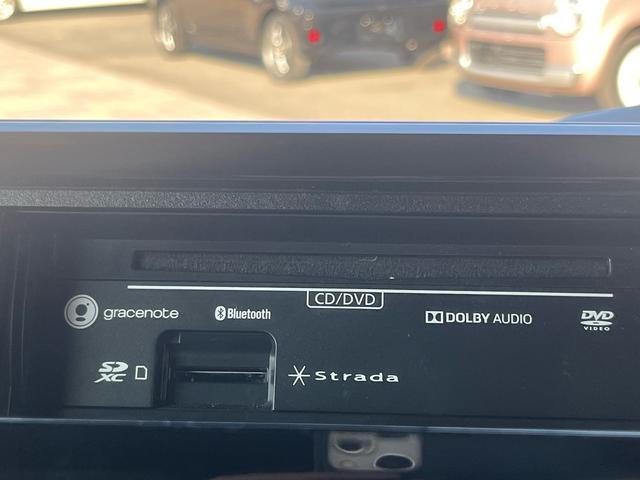 CD/DVD
gracenote
Bluetooth
DOLBY AUDIO
DVD
VIDEO
SD
XC
Strada